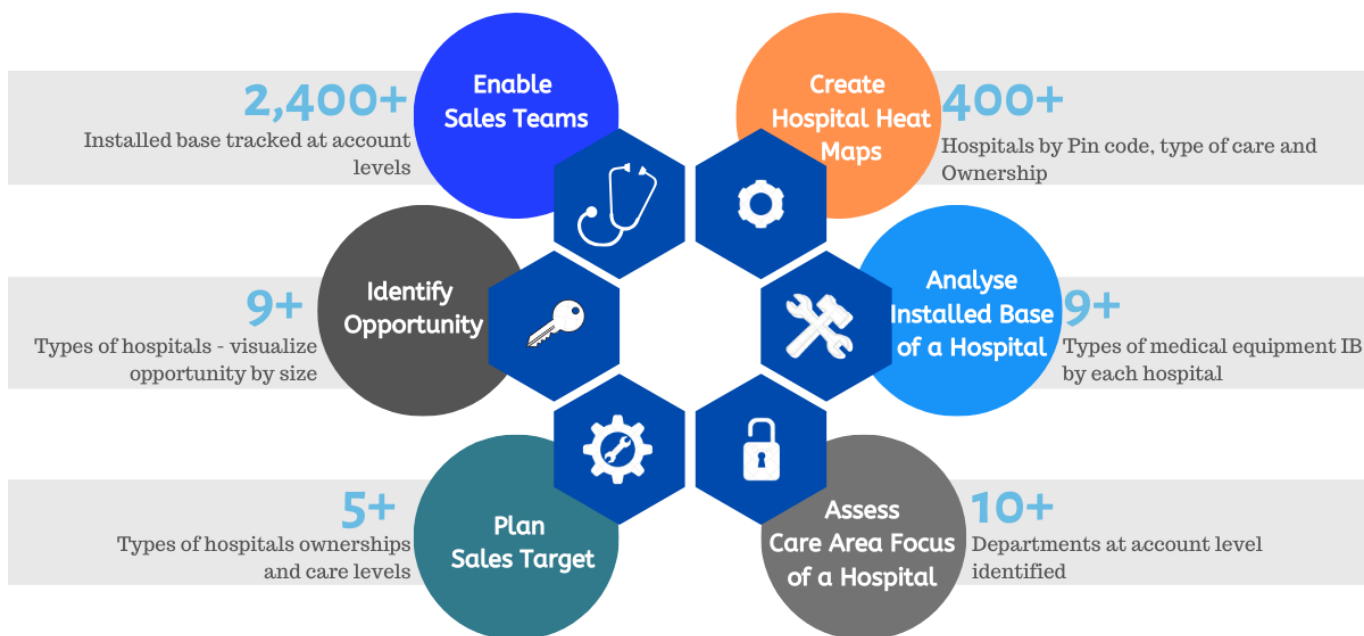 2,400+
Installed base tracked at account
levels
Enable
Sales Teams
Create
Hospital Heat
Maps
400+
Hospitals by Pin code, type of care and
Ownership
9+
Types of hospitals - visualize
opportunity by size
Identify
Opportunity
Analyse
Installed Base
of a Hospital
9+
Types of medical equipment IB
by each hospital
5+
Types of hospitals ownerships
and care levels
Plan
Sales Target
Assess
Care Area Focus
of a Hospital
10+
Departments at account level
identified